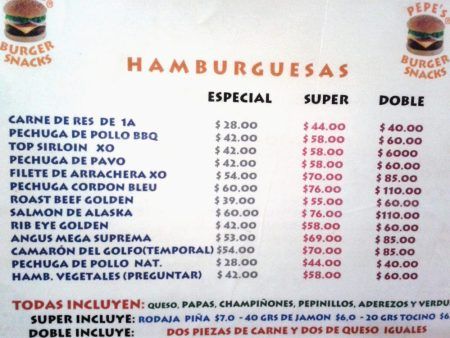 PEPE'S
BURGER
SNACKS
BURGER
SNACKS
HAMBURGUESAS
ESPECIAL SUPER DOBLE
CARNE DE RES DE 1A $28.00 $44.00 $40.00
PECHUGA DE POLLO BBQ $42.00 $58.00 $60.00
TOP SIRLOIN XO $42.00 $58.00 $6000
PECHUGA DE PAVO $42.00 $58.00 $60.00
FILETE DE ARRACHERA XO $54.00 $70.00 $85.00
PECHUGA CORDON BLEU $60.00 $76.00 $110.00
ROAST BEEF GOLDEN $39.00 $55.00 $60.00
SALMON DE ALASKA $60.00 $76.00 $110.00
RIB EYE GOLDEN $42.00 $58.00 $60.00
ANGUS MEGA SUPREMA $53.00 $69.00 $85.00
CAMARÓN DEL GOLFO(TEMPORAL) $54.00 $70.00 $85.00
PECHUGA DE POLLO NAT. $28.00 $44.00 $40.00
HAMB. VEGETALES (PREGUNTAR) $42.00 $58.00 $60.00
TODAS INCLUYEN: QUESO, PAPAS, CHAMPIÑONES, PEPINILLOS, ADEREZOS Y VERDU
SUPER INCLUYE: RODAJA PIÑA $7.0 - 40 GRS DE JAMON $6.0 - 20 GRS TOCINO $6
DOBLE INCLUYE: DOS PIEZAS DE CARNE Y DOS DE QUESO IGUALES